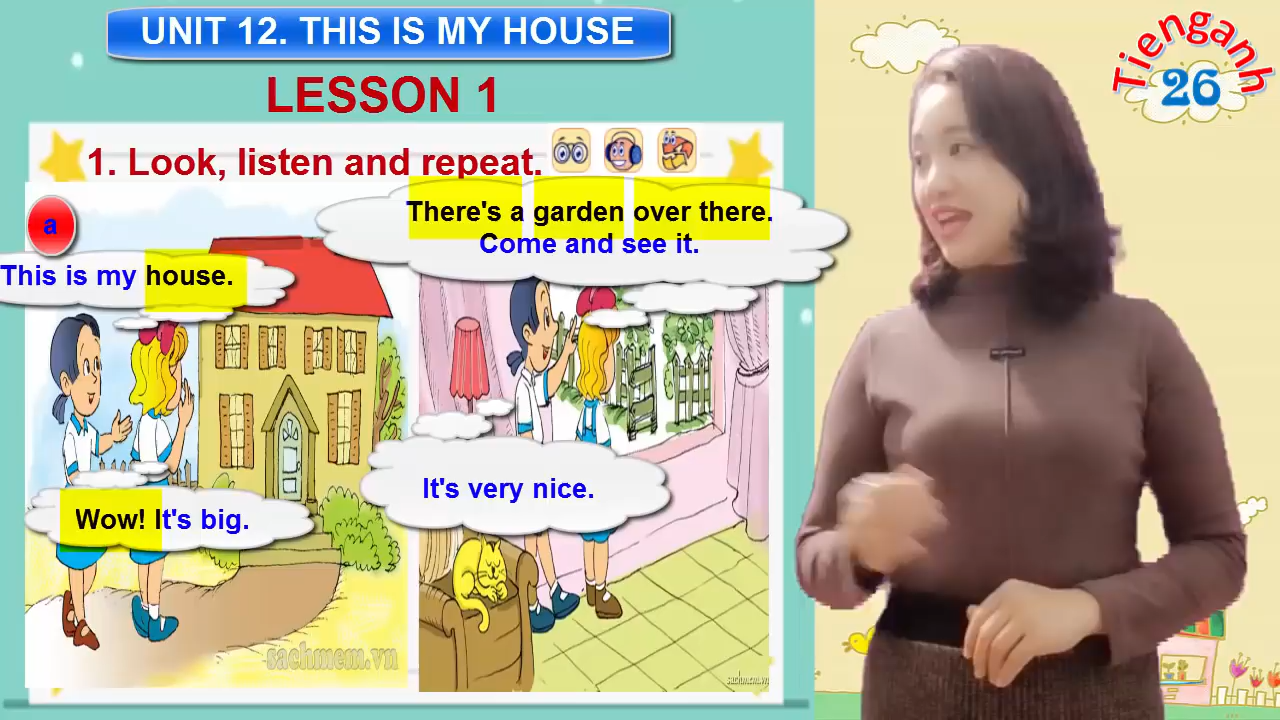 UNIT 12. THIS IS MY HOUSE
Tienganh
26
LESSON 1
1. Look, listen and repeat.
a
This is my house.
Wow! It's big.
There's a garden over there.
Come and see it.
It's very nice.
sachmem.vn
sachmem.vn